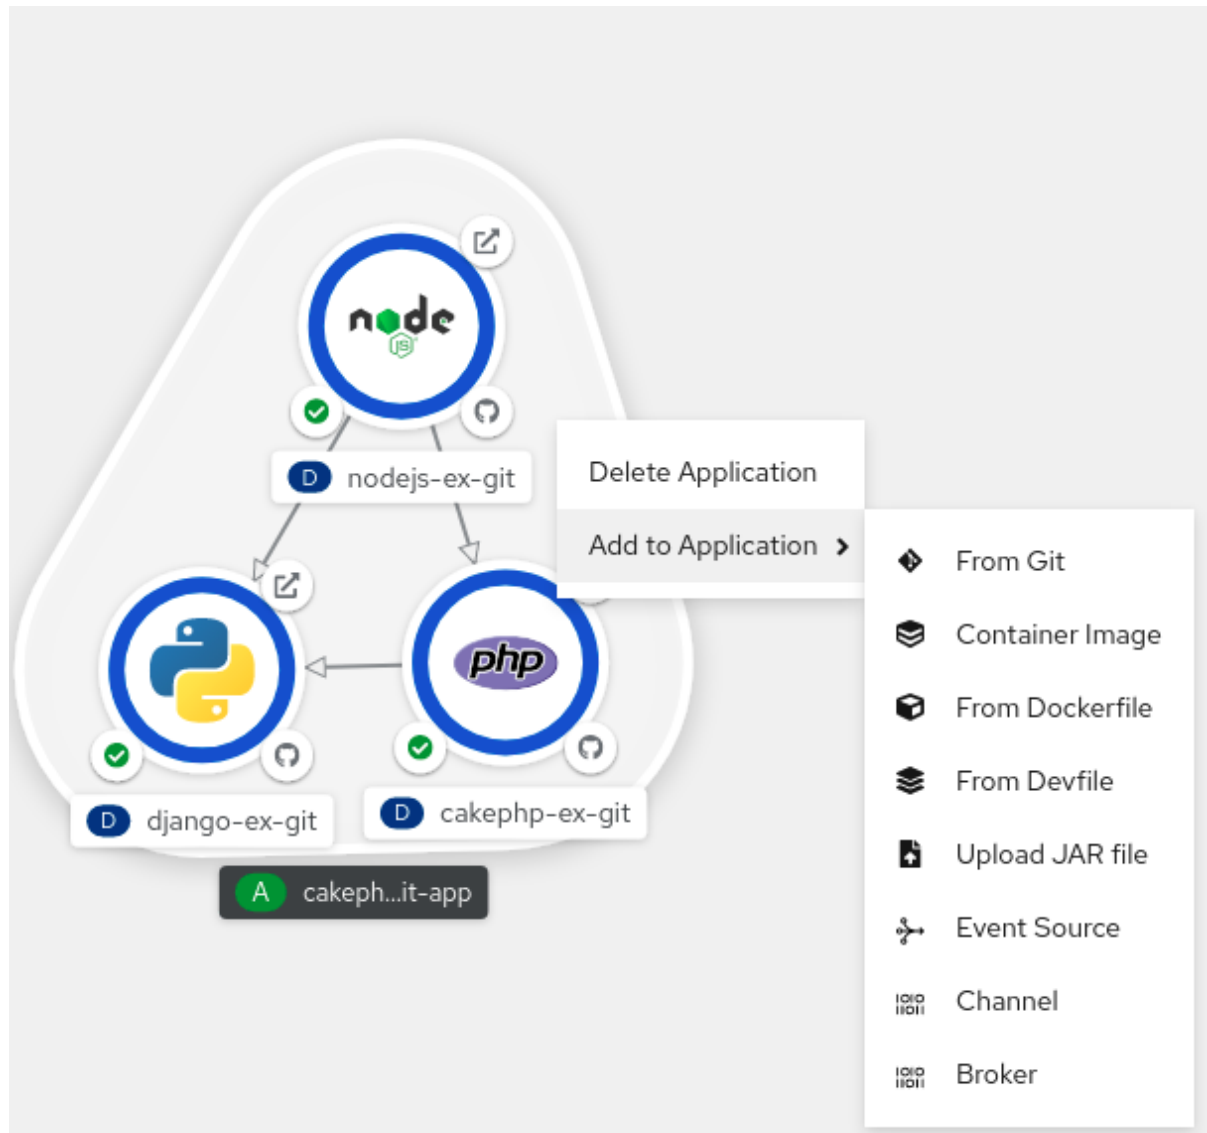 node
JS
D nodejs-ex-git
Delete Application
Add to Application
From Git
Container Image
From Dockerfile
From Devfile
Upload JAR file
Event Source
Channel
Broker
php
D django-ex-git
D cakephp-ex-git
A cakeph...it-app